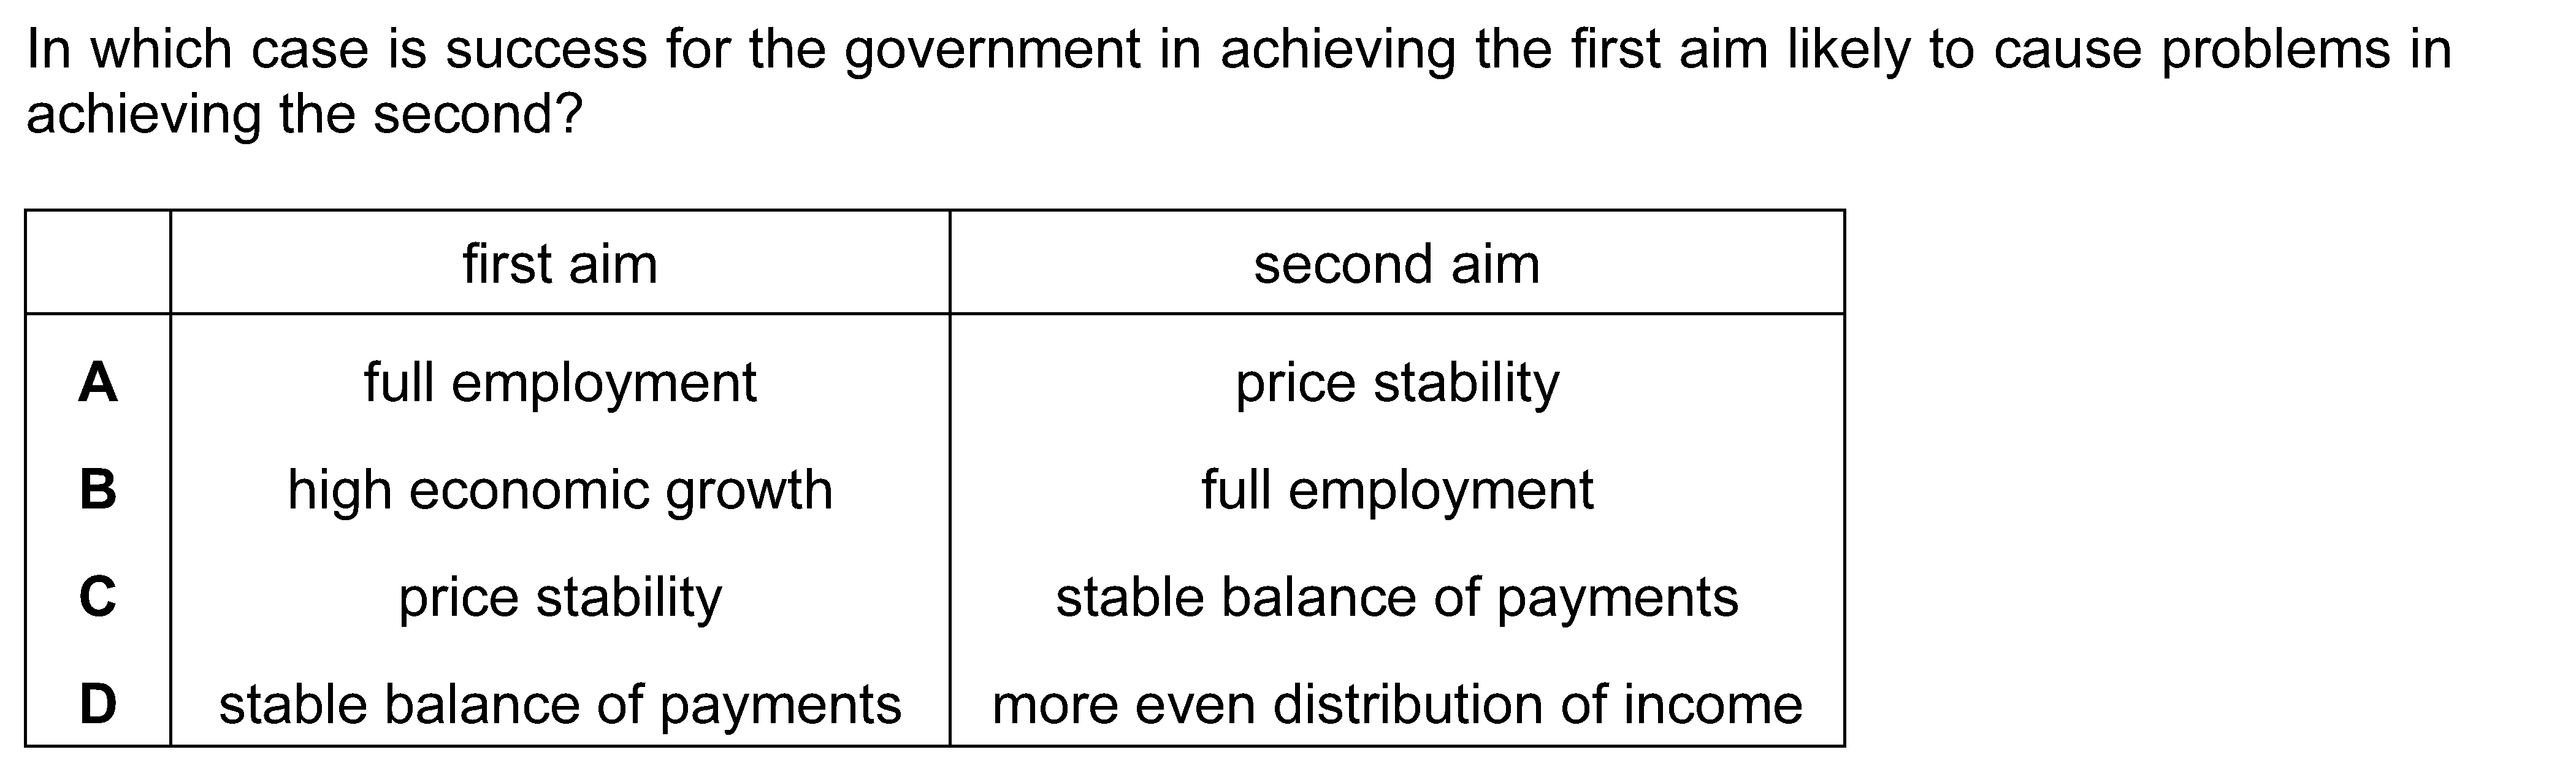 In which case is success for the government in achieving the first aim likely to cause problems in
achieving the second?
first aim second aim
A full employment price stability
B high economic growth full employment
C price stability stable balance of payments
D stable balance of payments more even distribution of income